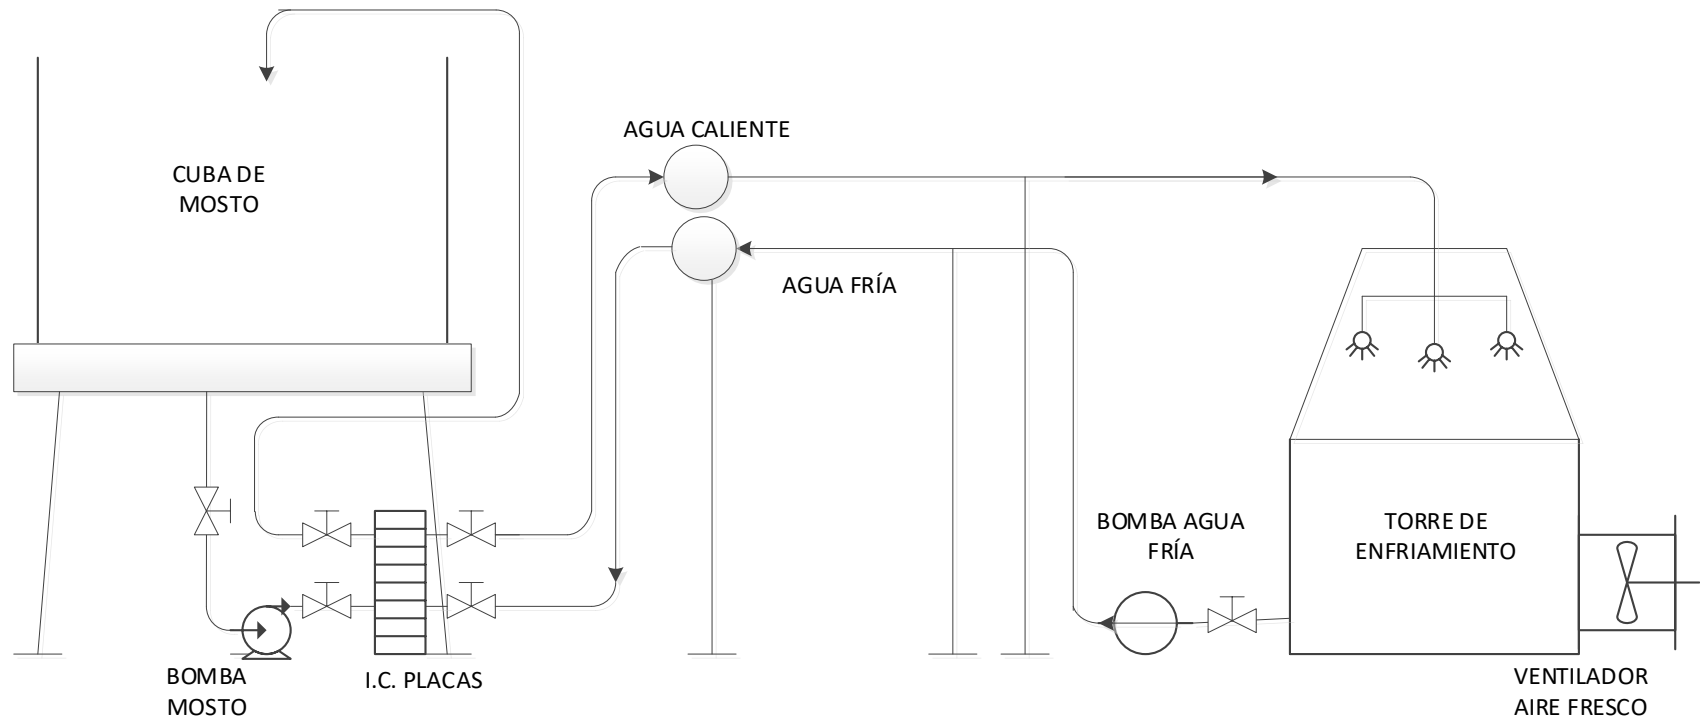 AGUA CALIENTE
CUBA DE
MOSTO
AGUA FRÍA
BOMBA AGUA
FRÍA
TORRE DE
ENFRIAMIENTO
BOMBA
MOSTO
I.C. PLACAS
VENTILADOR
AIRE FRESCO